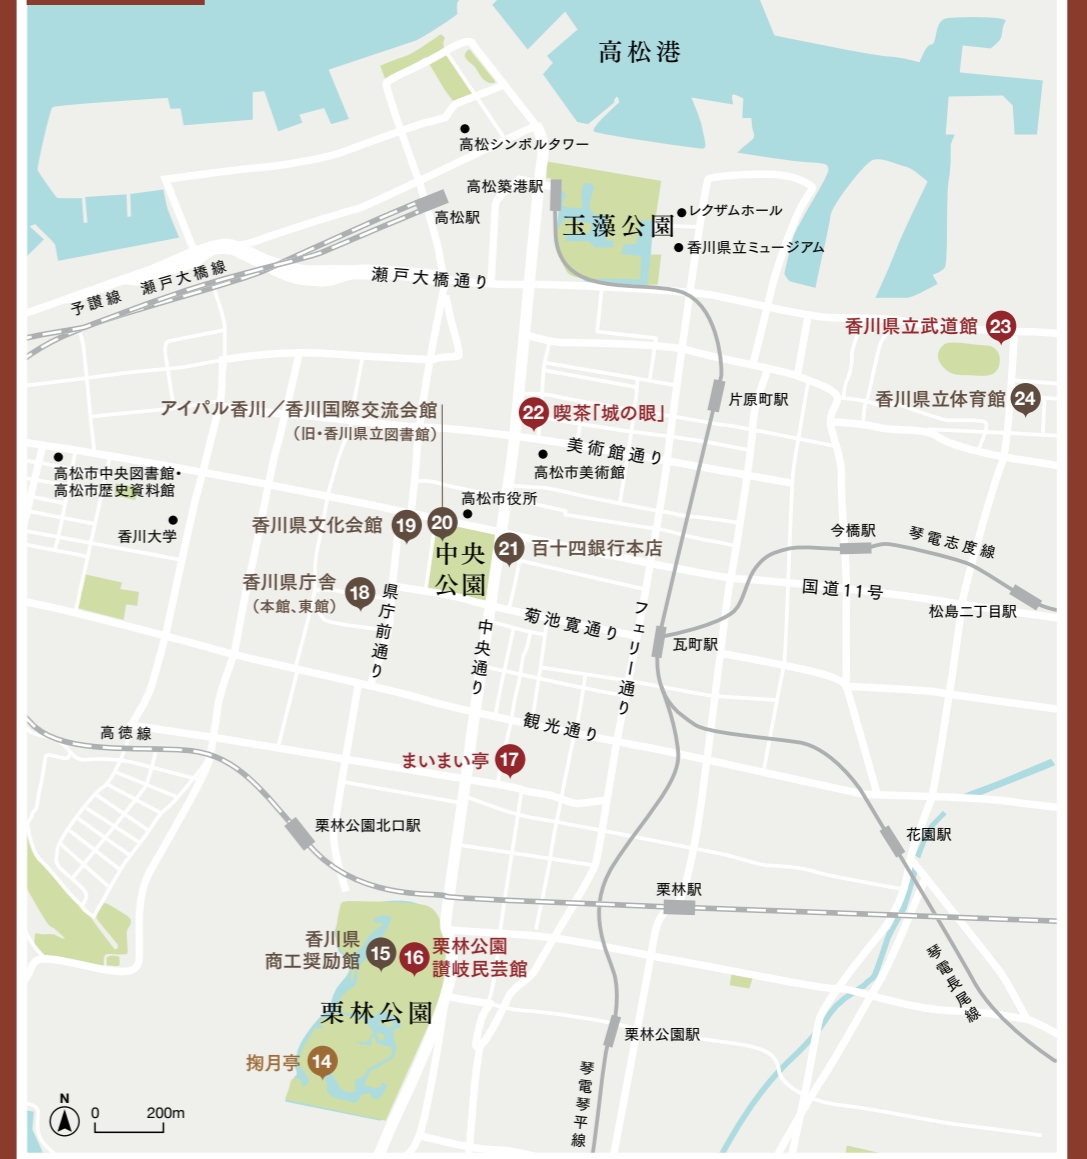 高松港
高松シンボルタワー
高松築港駅
高松駅
玉藻公園
レクザムホール
香川県立ミュージアム
予讃線 瀬戸大橋線
瀬戸大橋通り
香川県立武道館 23
片原町駅
香川県立体育館 24
アイパル香川／香川国際交流会館
（旧・香川県立図書館）
22 喫茶「城の眼」
美術館通り
高松市美術館
高松市中央図書館・
高松市歴史資料館
香川大学
高松市役所
香川県文化会館 19
20
中央
公園
21 百十四銀行本店
今橋駅
琴電志度線
香川県庁舎
（本館、東館）
18
県庁前通り
国道11号
松島二丁目駅
菊池寛通り
フェリー通り
中央通り
瓦町駅
観光通り
高徳線
まいまい亭 17
栗林公園北口駅
花園駅
栗林駅
香川県
商工奨励館
15
16
栗林公園
讃岐民芸館
琴電長尾線
栗林公園
栗林公園駅
掬月亭 14
琴電琴平線
N
0 200m